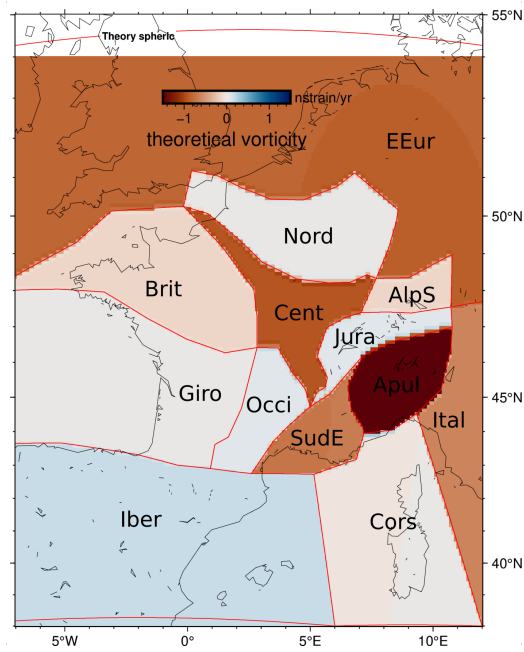 55°N
Theory spheric
nstrain/yr
−1 0 1
theoretical vorticity
EEur
50°N
Nord
Brit
AlpS
Cent
Jura
Apul
Giro
Occi
45°N
Ital
SudE
Iber
Cors
40°N
5°W 0° 5°E 10°E